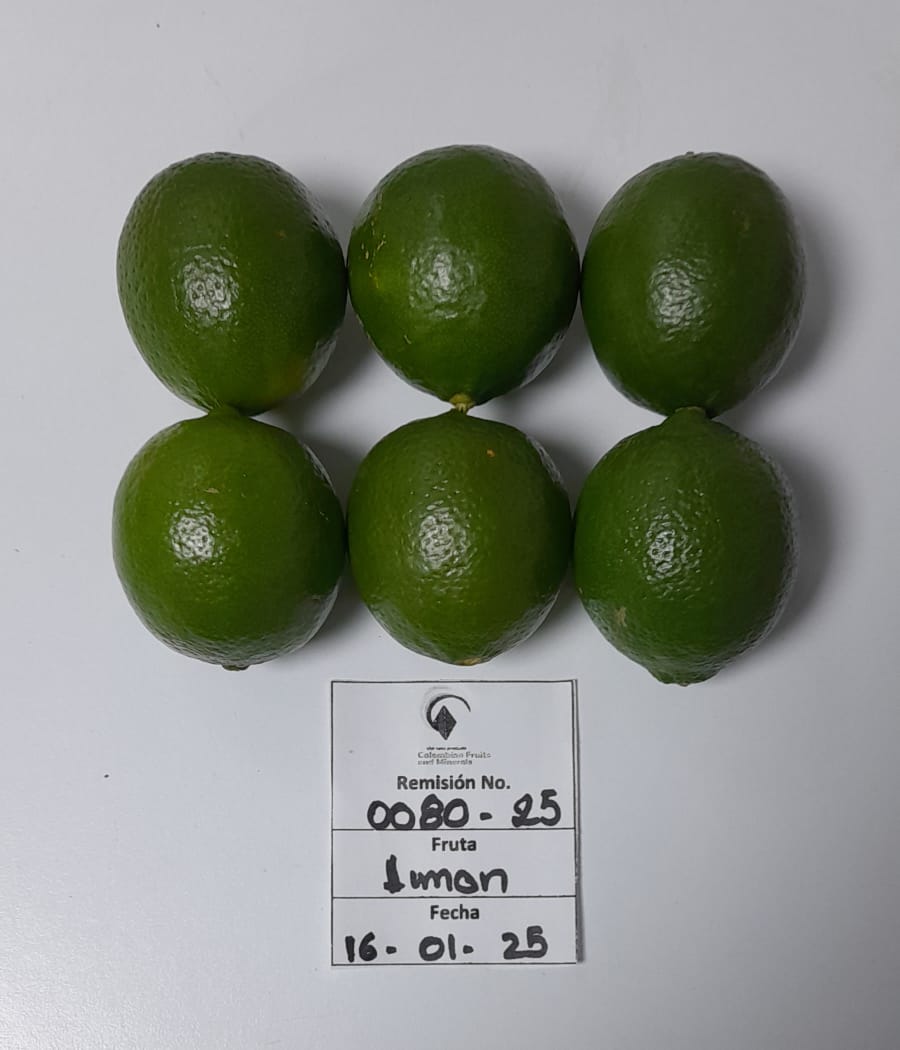 Colombian Fruits
and Minerals
Remisión No.
0080-25
Fruta
Limon
Fecha
16-01-25